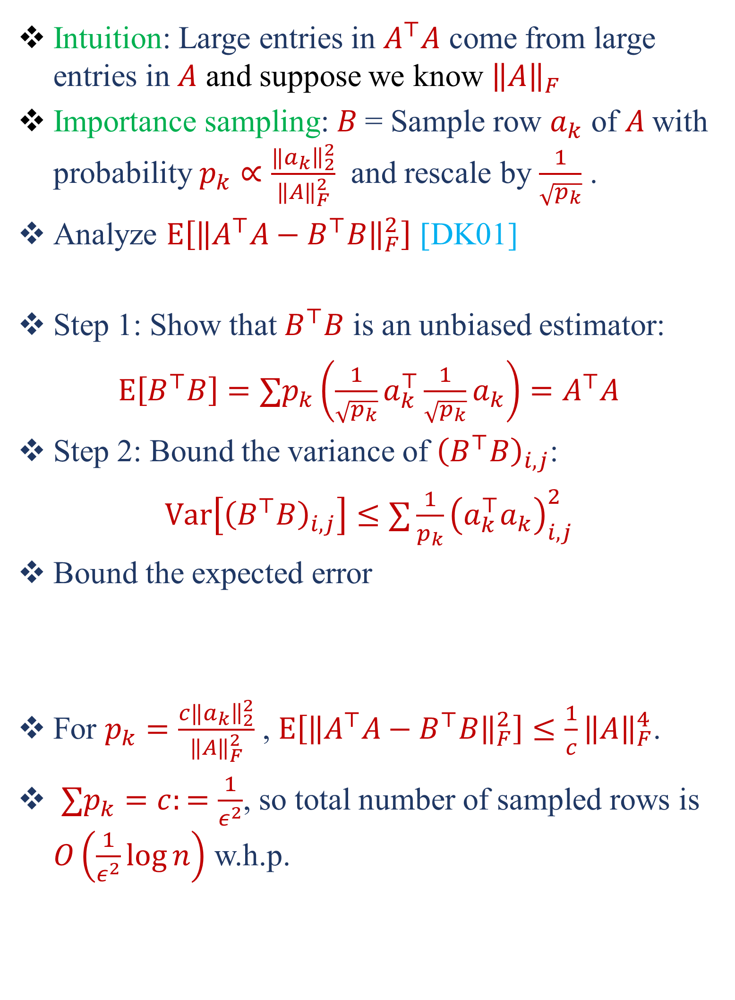 ❖ Intuition: Large entries in $A^\top A$ come from large
entries in $A$ and suppose we know $\|A\|_F$
❖ Importance sampling: $B$ = Sample row $a_k$ of $A$ with
probability $p_k \propto \frac{\|a_k\|_2^2}{\|A\|_F^2}$ and rescale by $\frac{1}{\sqrt{p_k}}$ .
❖ Analyze $\mathrm{E}[\|A^\top A - B^\top B\|_F^2]$ [DK01]
❖ Step 1: Show that $B^\top B$ is an unbiased estimator:
$\mathrm{E}[B^\top B] = \sum p_k \left( \frac{1}{\sqrt{p_k}} a_k^\top \frac{1}{\sqrt{p_k}} a_k \right) = A^\top A$
❖ Step 2: Bound the variance of $(B^\top B)_{i,j}$:
$\mathrm{Var}[(B^\top B)_{i,j}] \leq \sum \frac{1}{p_k} (a_k^\top a_k)_{i,j}^2$
❖ Bound the expected error
❖ For $p_k = \frac{c\|a_k\|_2^2}{\|A\|_F^2}$ , $\mathrm{E}[\|A^\top A - B^\top B\|_F^2] \leq \frac{1}{c} \|A\|_F^4$.
❖ $\sum p_k = c := \frac{1}{\epsilon^2}$, so total number of sampled rows is
$O\left( \frac{1}{\epsilon^2} \log n \right)$ w.h.p.